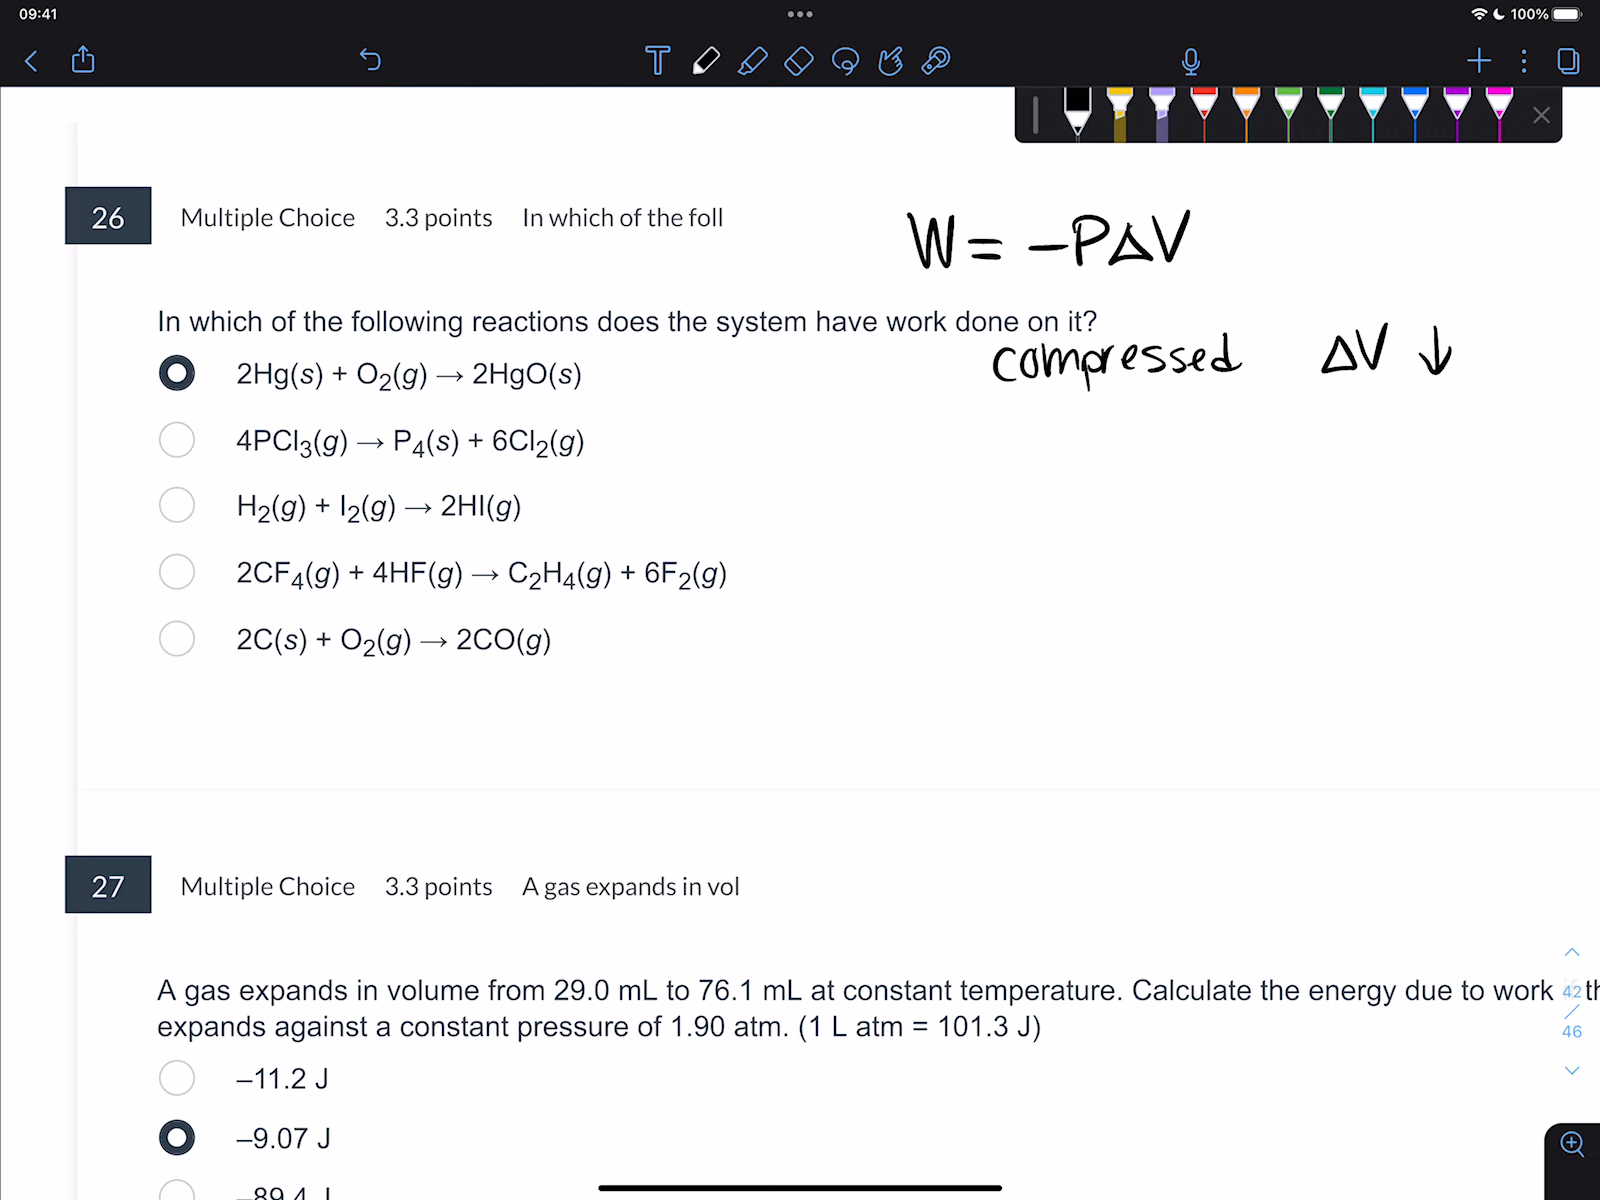 09:41
100%
26 Multiple Choice 3.3 points In which of the foll
W = -PΔV
In which of the following reactions does the system have work done on it?
compressed ΔV ↓
2Hg(s) + O₂(g) → 2HgO(s)
4PCl₃(g) → P₄(s) + 6Cl₂(g)
H₂(g) + I₂(g) → 2HI(g)
2CF₄(g) + 4HF(g) → C₂H₄(g) + 6F₂(g)
2C(s) + O₂(g) → 2CO(g)
27 Multiple Choice 3.3 points A gas expands in vol
A gas expands in volume from 29.0 mL to 76.1 mL at constant temperature. Calculate the energy due to work
expands against a constant pressure of 1.90 atm. (1 L atm = 101.3 J)
42
/
46
–11.2 J
–9.07 J
–89.4 J